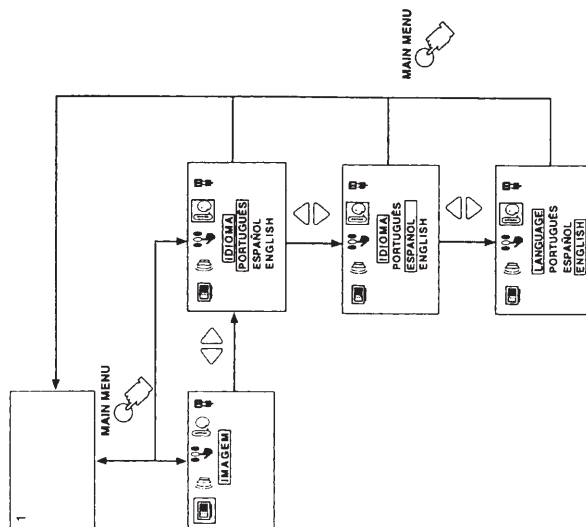 1
MAIN MENU
IMAGEM
IDIOMA
PORTUGUÊS
ESPAÑOL
ENGLISH
IDIOMA
PORTUGUÊS
ESPAÑOL
ENGLISH
LANGUAGE
PORTUGUÊS
ESPAÑOL
ENGLISH
MAIN MENU